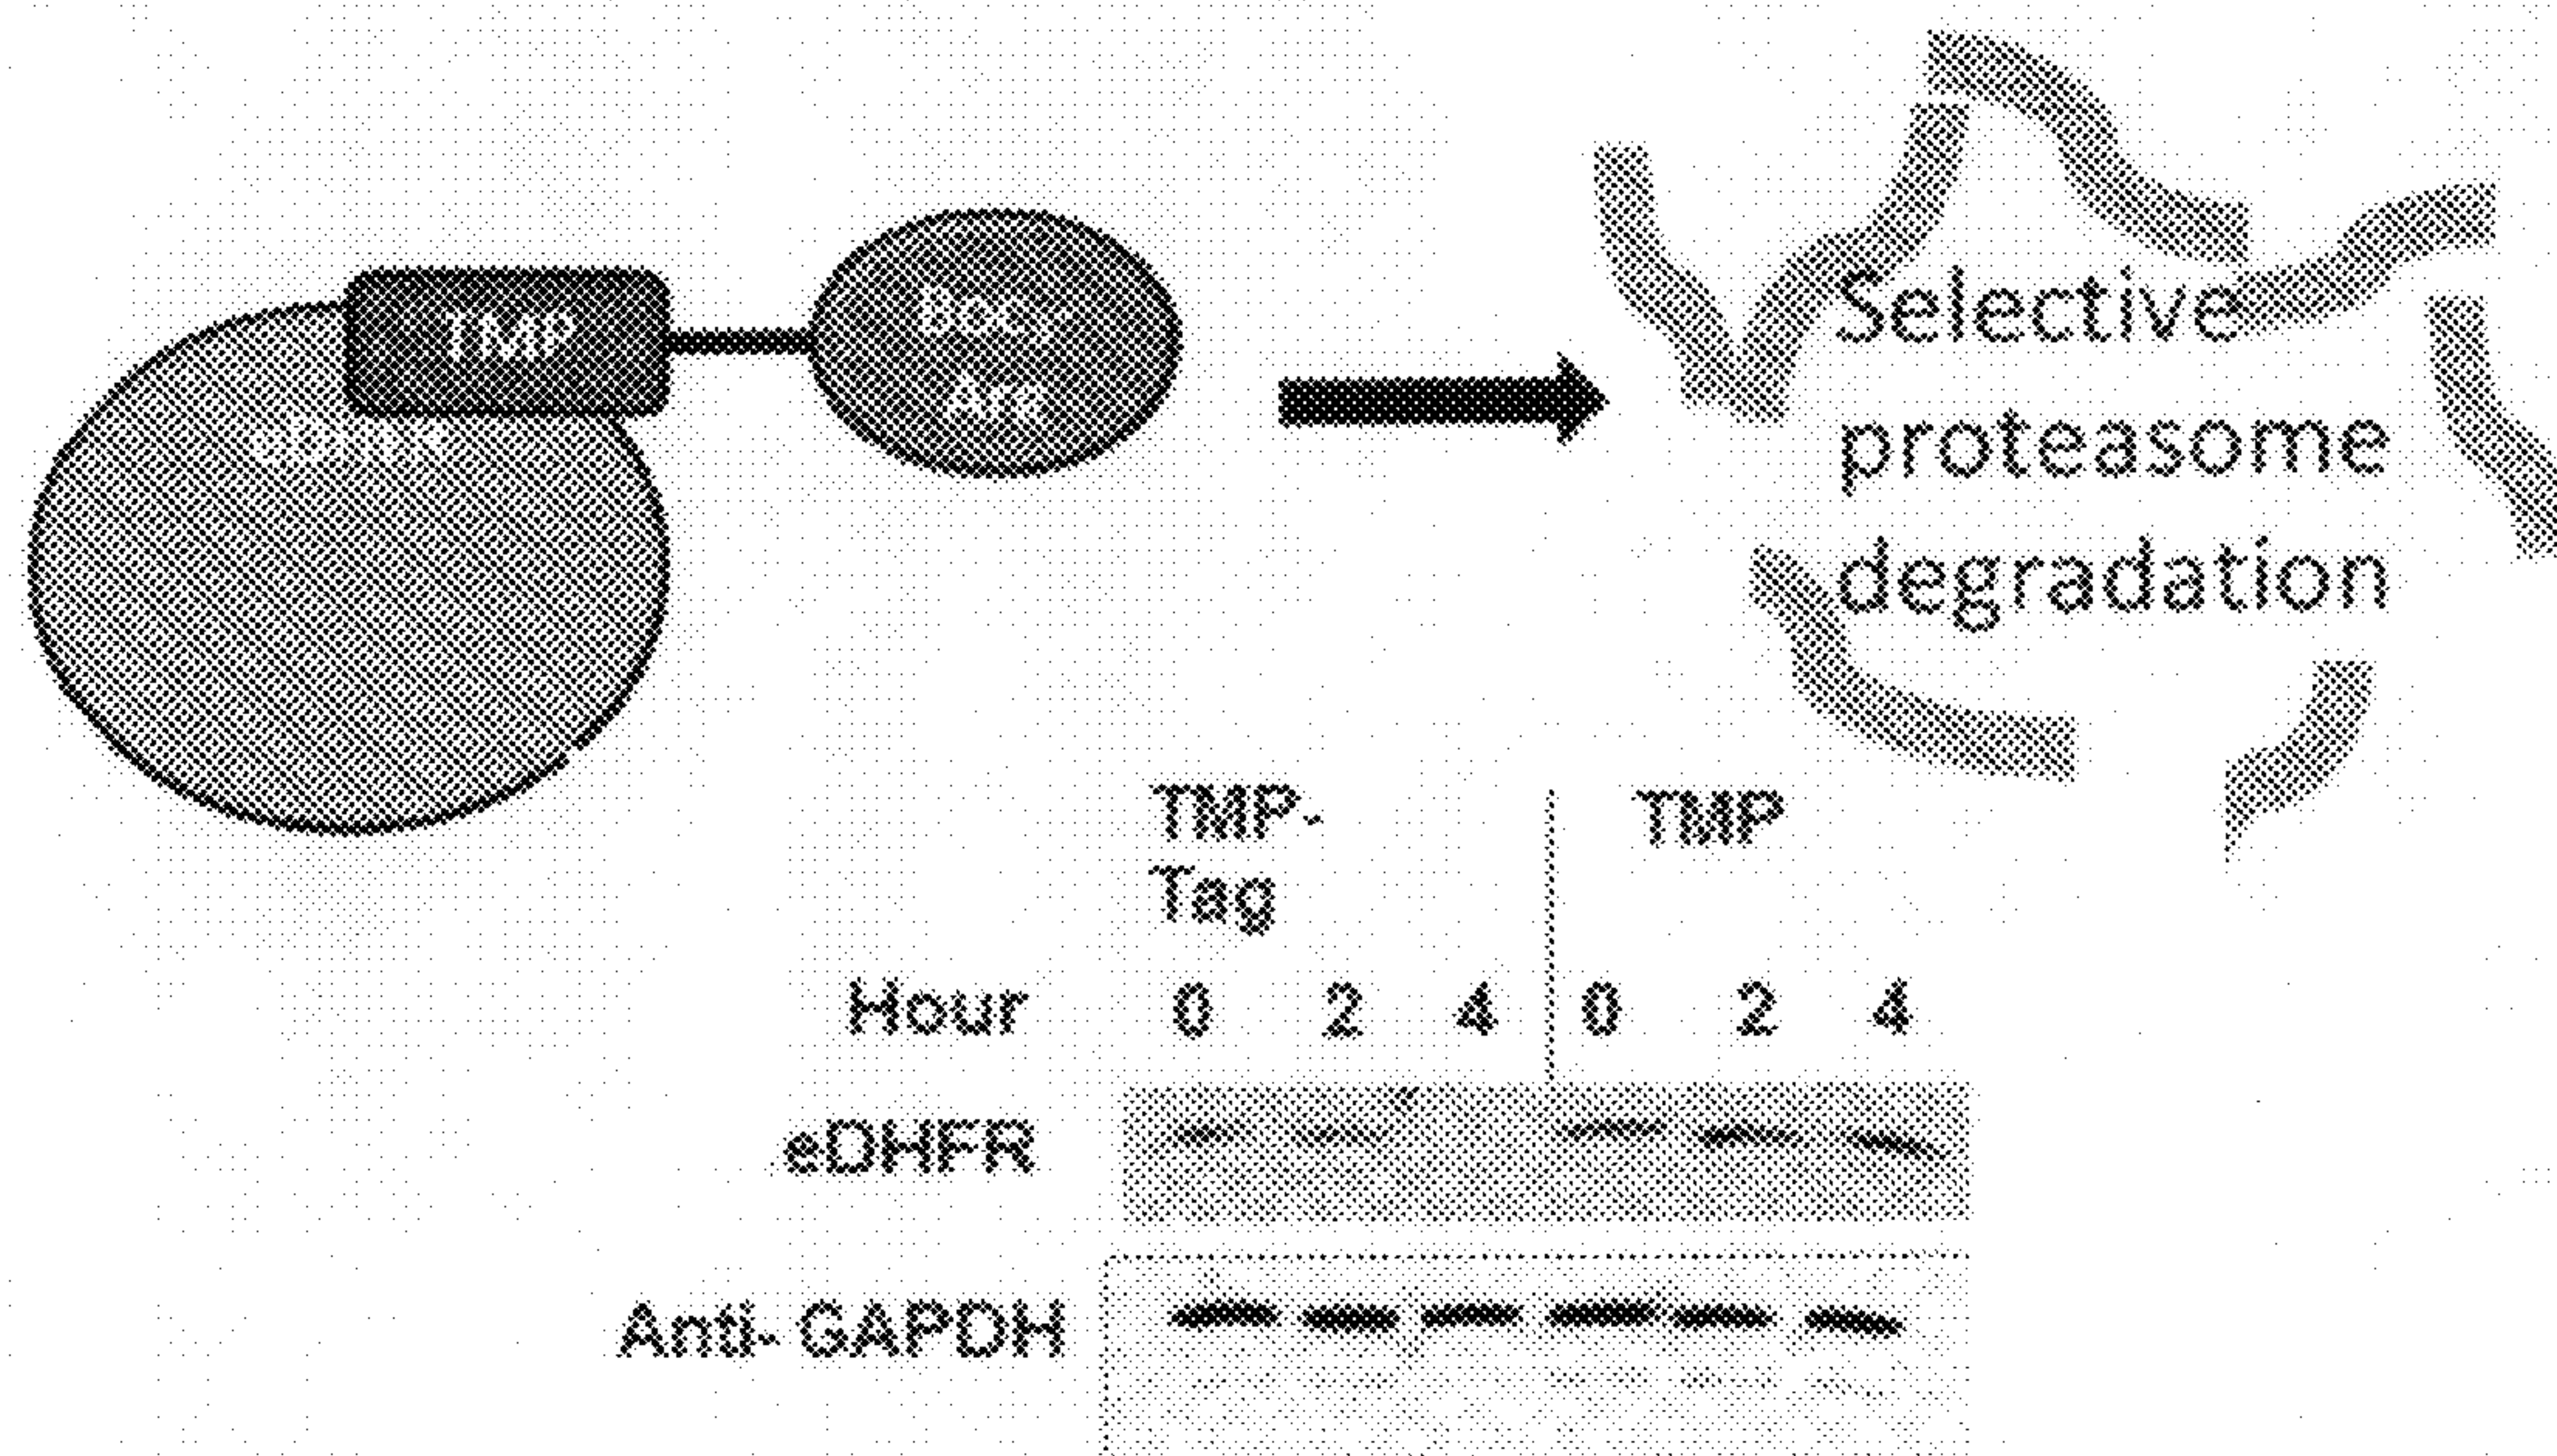 TMP
Selective
proteasome
degradation
TMP-
Tag
TMP
Hour 0 2 4 0 2 4
eDHFR
Anti- GAPDH